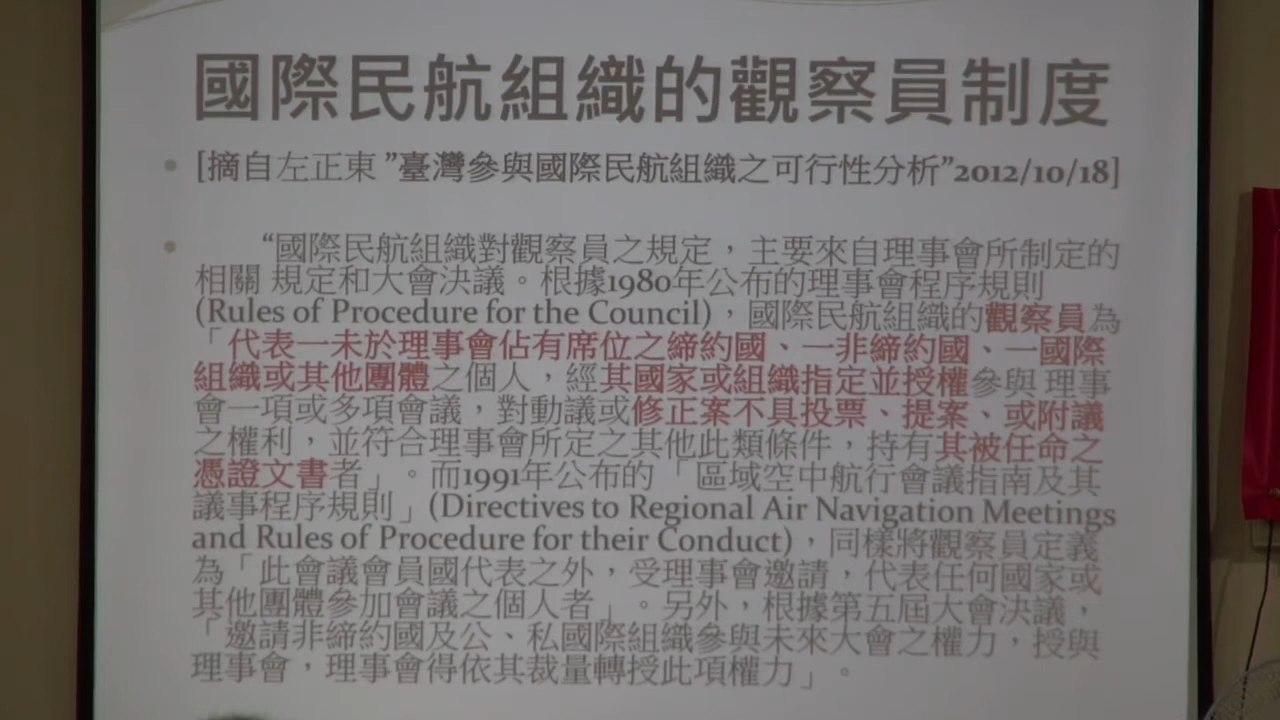 國際民航組織的觀察員制度
• [摘自左正東 ”臺灣參與國際民航組織之可行性分析”2012/10/18]
• “國際民航組織對觀察員之規定，主要來自理事會所制定的
相關 規定和大會決議。根據1980年公布的理事會程序規則
(Rules of Procedure for the Council)，國際民航組織的觀察員為
「代表一未於理事會佔有席位之締約國、一非締約國、一國際
組織或其他團體之個人，經其國家或組織指定並授權參與 理事
會一項或多項會議，對動議或修正案不具投票、提案、或附議
之權利，並符合理事會所定之其他此類條件，持有其被任命之
憑證文書者」。而1991年公布的「區域空中航行會議指南及其
議事程序規則」(Directives to Regional Air Navigation Meetings
and Rules of Procedure for their Conduct)，同樣將觀察員定義
為「此會議會員國代表之外，受理事會邀請，代表任何國家或
其他團體參加會議之個人者」。另外，根據第五屆大會決議，
「邀請非締約國及公、私國際組織參與未來大會之權力，授與
理事會，理事會得依其裁量轉授此項權力」。